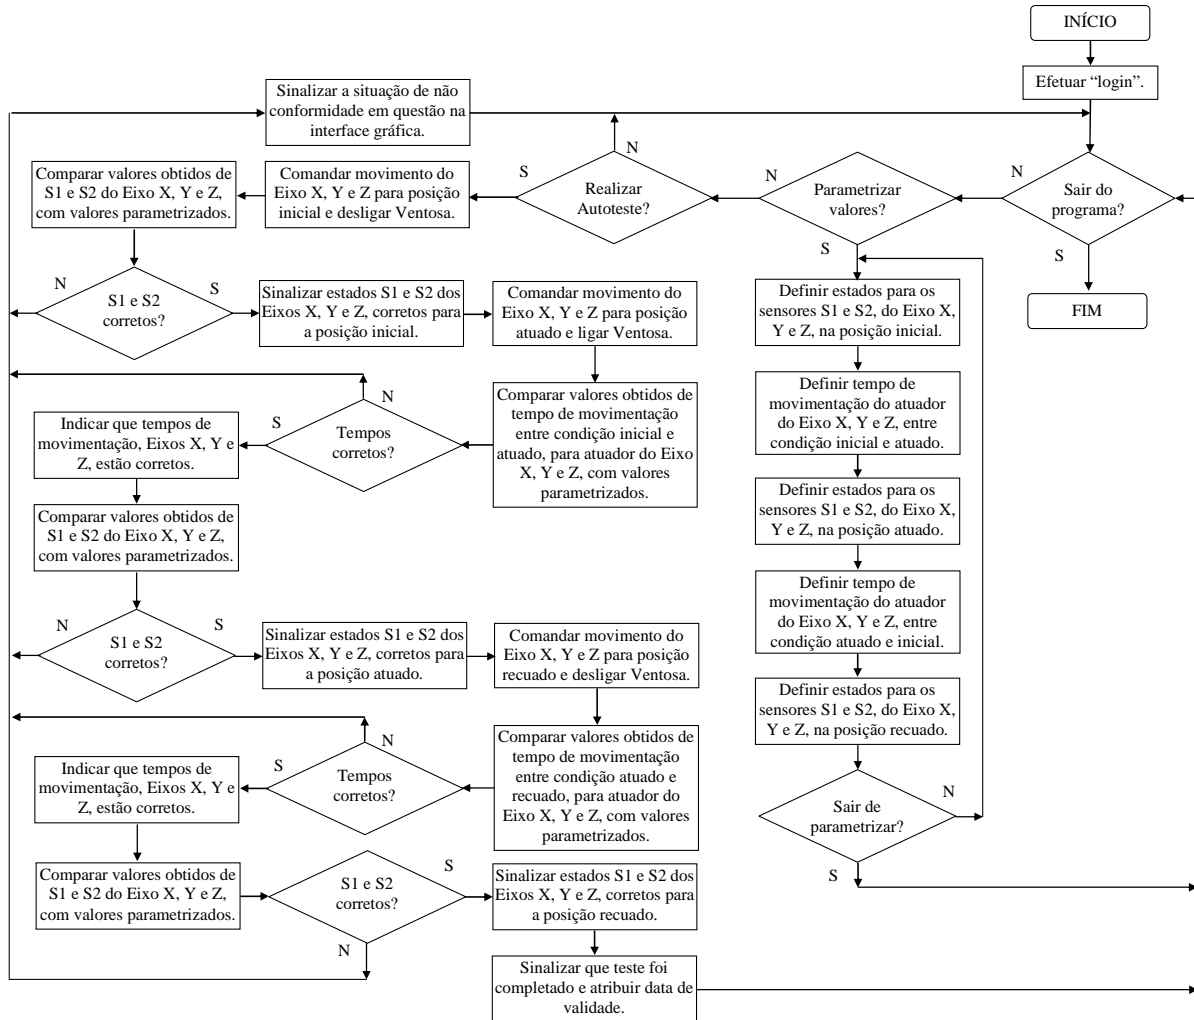 INÍCIO
Efetuar “login”.
Sair do
programa?
N
S
FIM
Parametrizar
valores?
N
S
Realizar
Autoteste?
N
S
Sinalizar a situação de não
conformidade em questão na
interface gráfica.
Comandar movimento do
Eixo X, Y e Z para posição
inicial e desligar Ventosa.
Comparar valores obtidos de
S1 e S2 do Eixo X, Y e Z,
com valores parametrizados.
N
S1 e S2
corretos?
S
Sinalizar estados S1 e S2 dos
Eixos X, Y e Z, corretos para
a posição inicial.
Comandar movimento do
Eixo X, Y e Z para posição
atuado e ligar Ventosa.
Comparar valores obtidos de
tempo de movimentação
entre condição inicial e
atuado, para atuador do Eixo
X, Y e Z, com valores
parametrizados.
N
S
Tempos
corretos?
Indicar que tempos de
movimentação, Eixos X, Y e
Z, estão corretos.
Comparar valores obtidos de
S1 e S2 do Eixo X, Y e Z,
com valores parametrizados.
N
S1 e S2
corretos?
S
Sinalizar estados S1 e S2 dos
Eixos X, Y e Z, corretos para
a posição atuado.
Comandar movimento do
Eixo X, Y e Z para posição
recuado e desligar Ventosa.
Comparar valores obtidos de
tempo de movimentação
entre condição atuado e
recuado, para atuador do
Eixo X, Y e Z, com valores
parametrizados.
N
S
Tempos
corretos?
Indicar que tempos de
movimentação, Eixos X, Y e
Z, estão corretos.
Comparar valores obtidos de
S1 e S2 do Eixo X, Y e Z,
com valores parametrizados.
S1 e S2
corretos?
S
N
Sinalizar estados S1 e S2 dos
Eixos X, Y e Z, corretos para
a posição recuado.
Sinalizar que teste foi
completado e atribuir data de
validade.
Definir estados para os
sensores S1 e S2, do Eixo X,
Y e Z, na posição inicial.
Definir tempo de
movimentação do atuador
do Eixo X, Y e Z, entre
condição inicial e atuado.
Definir estados para os
sensores S1 e S2, do Eixo X,
Y e Z, na posição atuado.
Definir tempo de
movimentação do atuador
do Eixo X, Y e Z, entre
condição atuado e inicial.
Definir estados para os
sensores S1 e S2, do Eixo X,
Y e Z, na posição recuado.
Sair de
parametrizar?
N
S